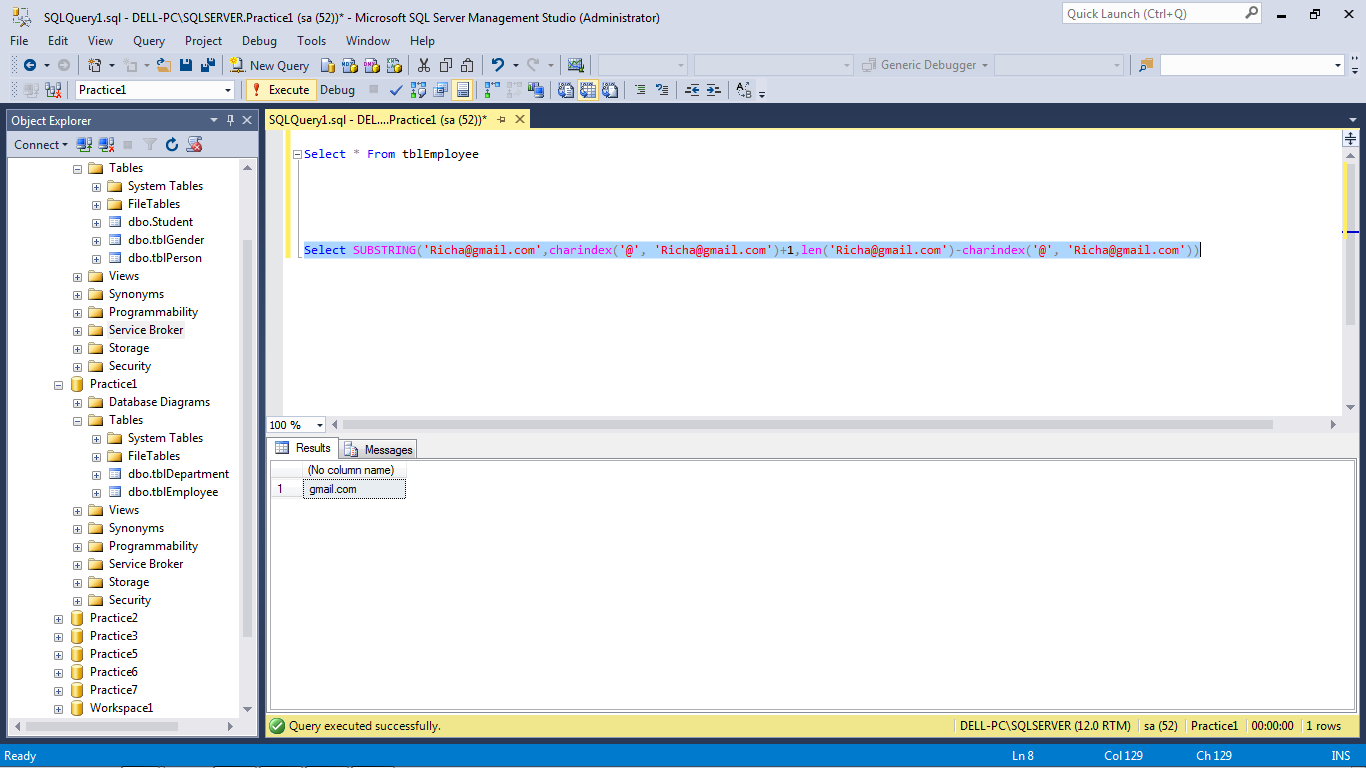 SQLQuery1.sql - DELL-PC\SQLSERVER.Practice1 (sa (52))* - Microsoft SQL Server Management Studio (Administrator)
Quick Launch (Ctrl+Q)
File Edit View Query Project Debug Tools Window Help
New Query
Generic Debugger
Practice1
Execute Debug
Object Explorer
Connect
Tables
System Tables
FileTables
dbo.Student
dbo.tblGender
dbo.tblPerson
Views
Synonyms
Programmability
Service Broker
Storage
Security
Practice1
Database Diagrams
Tables
System Tables
FileTables
dbo.tblDepartment
dbo.tblEmployee
Views
Synonyms
Programmability
Service Broker
Storage
Security
Practice2
Practice3
Practice5
Practice6
Practice7
Workspace1
SQLQuery1.sql - DEL....Practice1 (sa (52))*
Select * From tblEmployee
Select SUBSTRING('Richa@gmail.com',charindex('@', 'Richa@gmail.com')+1,len('Richa@gmail.com')-charindex('@', 'Richa@gmail.com'))
100 %
Results Messages
(No column name)
1 gmail.com
Query executed successfully.
DELL-PC\SQLSERVER (12.0 RTM) sa (52) Practice1 00:00:00 1 rows
Ready Ln 8 Col 129 Ch 129 INS